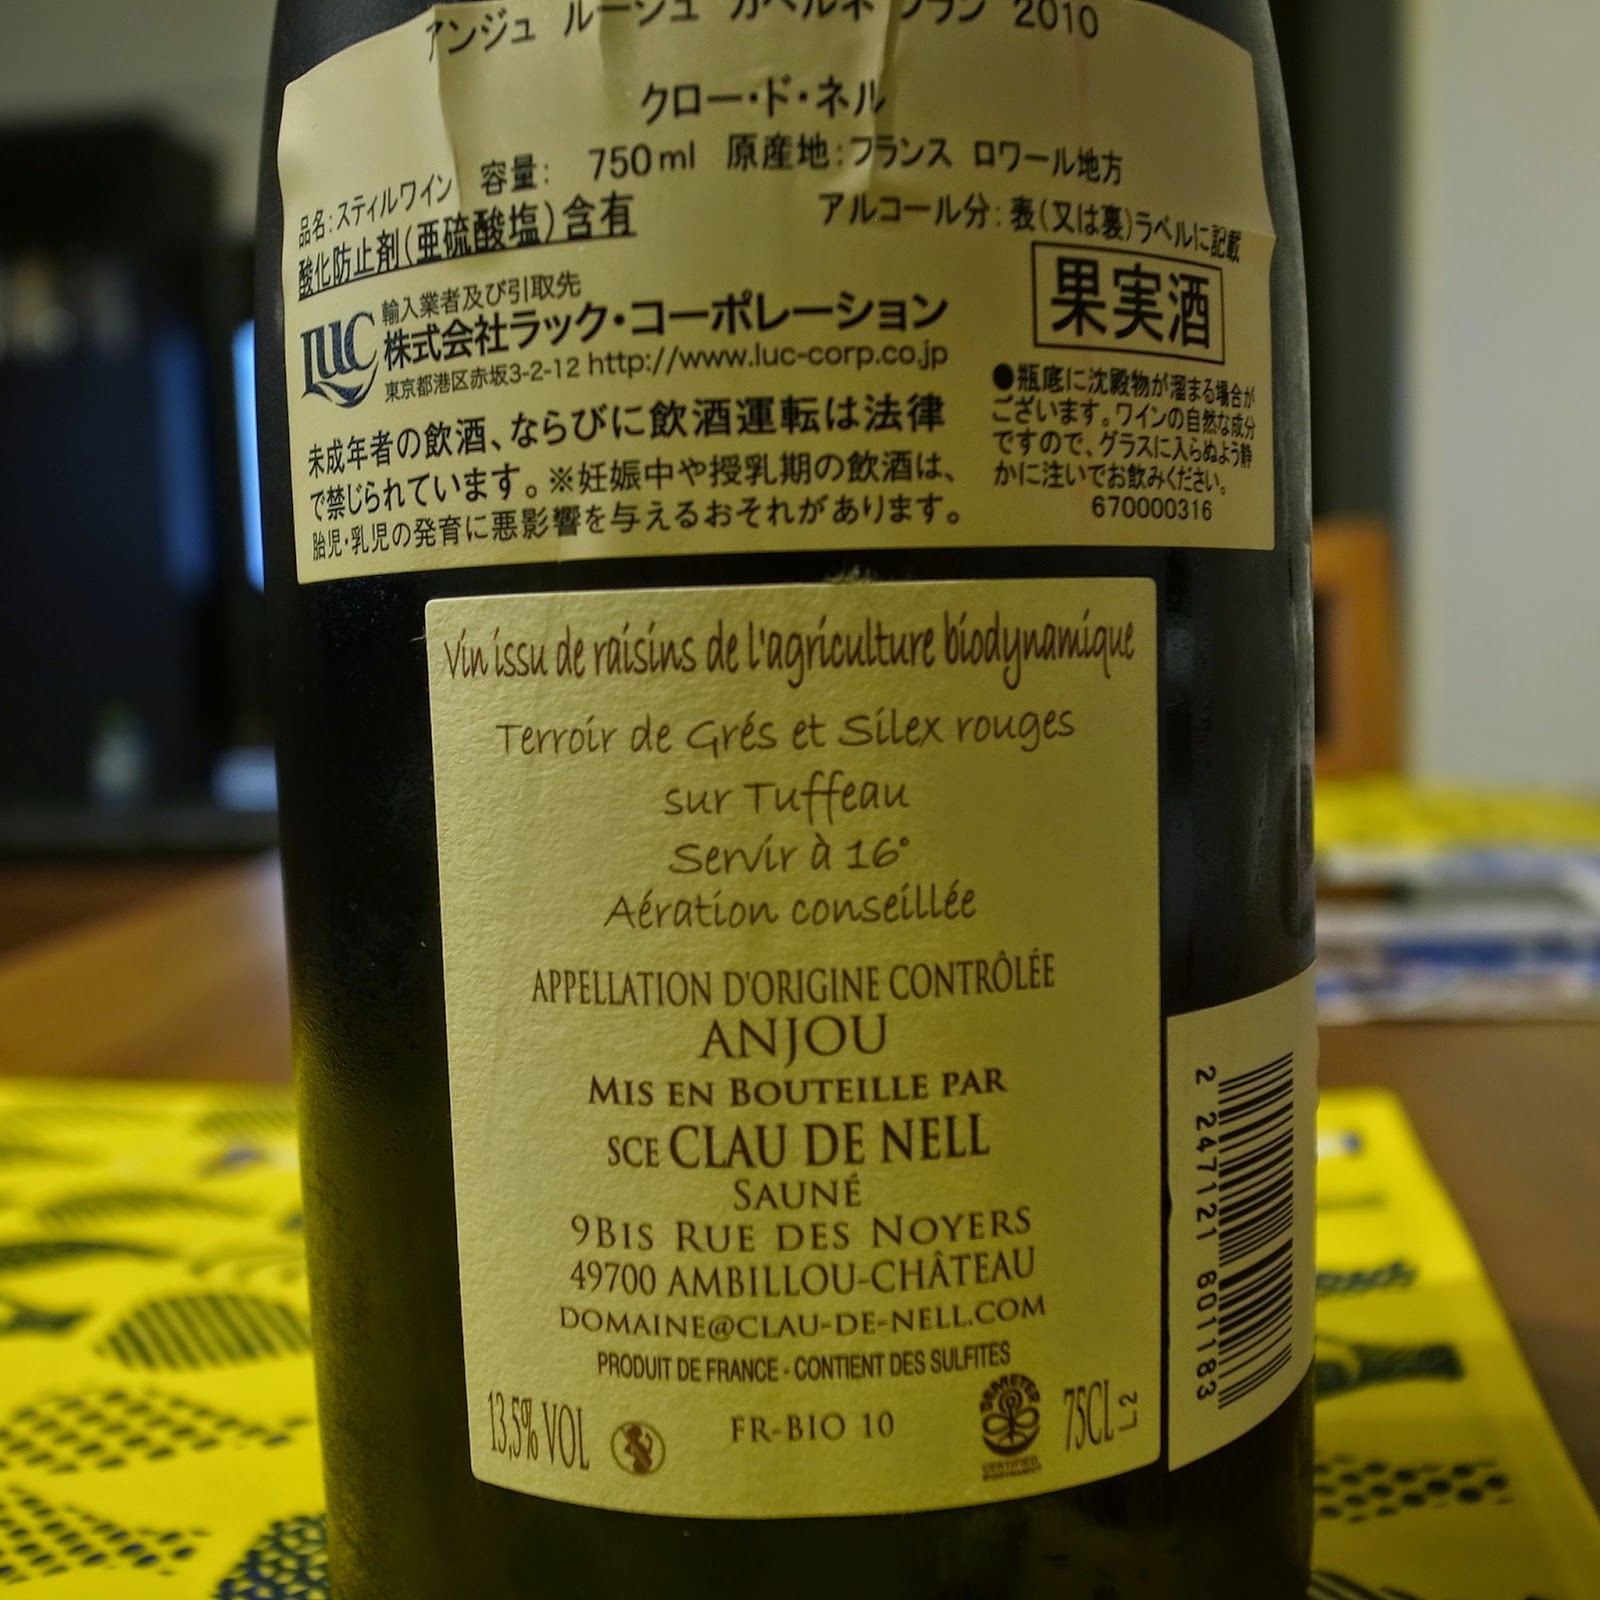 アンジュ ルージュ カベルネ フラン 2010
クロー・ド・ネル
品名：スティルワイン 容量： 750ml 原産地：フランス ロワール地方
酸化防止剤（亜硫酸塩）含有 アルコール分：表（又は裏）ラベルに記載
LUC 輸入業者及び引取先
株式会社ラック・コーポレーション
東京都港区赤坂3-2-12 http://www.luc-corp.co.jp
果実酒
未成年者の飲酒、ならびに飲酒運転は法律
で禁じられています。※妊娠中や授乳期の飲酒は、
胎児・乳児の発育に悪影響を与えるおそれがあります。
●瓶底に沈殿物が溜まる場合が
ございます。ワインの自然な成分
ですので、グラスに入らぬよう静
かに注いでお飲みください。
670000316
Vin issu de raisins de l'agriculture biodynamique
Terroir de Grés et Silex rouges
sur Tuffeau
Servir à 16°
Aération conseillée
APPELLATION D'ORIGINE CONTRÔLÉE
ANJOU
MIS EN BOUTEILLE PAR
SCE CLAU DE NELL
SAUNÉ
9BIS RUE DES NOYERS
49700 AMBILLOU-CHÂTEAU
DOMAINE@CLAU-DE-NELL.COM
PRODUIT DE FRANCE - CONTIENT DES SULFITES
13,5% VOL FR-BIO 10 DEMETER CERTIFIED BIODYNAMIC 75CL L2
2 247121 601183